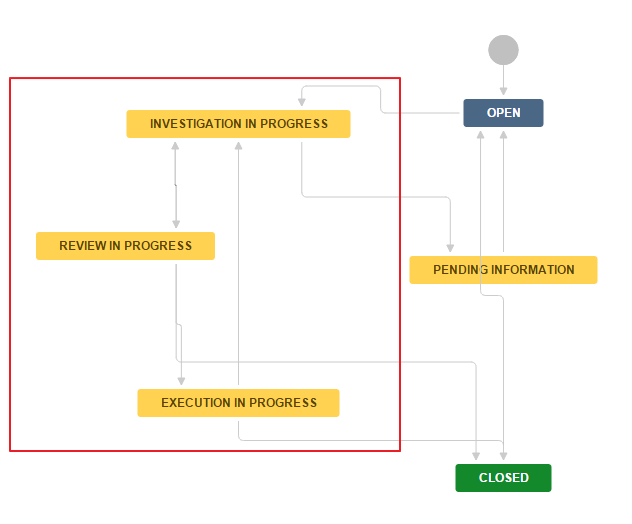 OPEN
INVESTIGATION IN PROGRESS
REVIEW IN PROGRESS
PENDING INFORMATION
EXECUTION IN PROGRESS
CLOSED